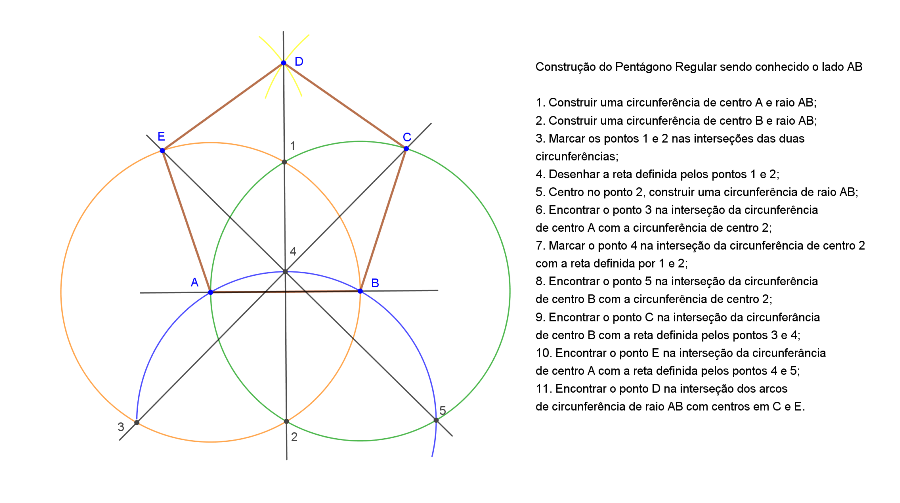 Construção do Pentágono Regular sendo conhecido o lado AB
1. Construir uma circunferência de centro A e raio AB;
2. Construir uma circunferência de centro B e raio AB;
3. Marcar os pontos 1 e 2 nas interseções das duas
circunferências;
4. Desenhar a reta definida pelos pontos 1 e 2;
5. Centro no ponto 2, construir uma circunferência de raio AB;
6. Encontrar o ponto 3 na interseção da circunferência
de centro A com a circunferência de centro 2;
7. Marcar o ponto 4 na interseção da circunferência de centro 2
com a reta definida por 1 e 2;
8. Encontrar o ponto 5 na interseção da circunferência
de centro B com a circunferência de centro 2;
9. Encontrar o ponto C na interseção da circunferância
de centro B com a reta definida pelos pontos 3 e 4;
10. Encontrar o ponto E na interseção da circunferância
de centro A com a reta definida pelos pontos 4 e 5;
11. Encontrar o ponto D na interseção dos arcos
de circunferência de raio AB com centros em C e E.
D
E
C
1
4
A
B
3
2
5